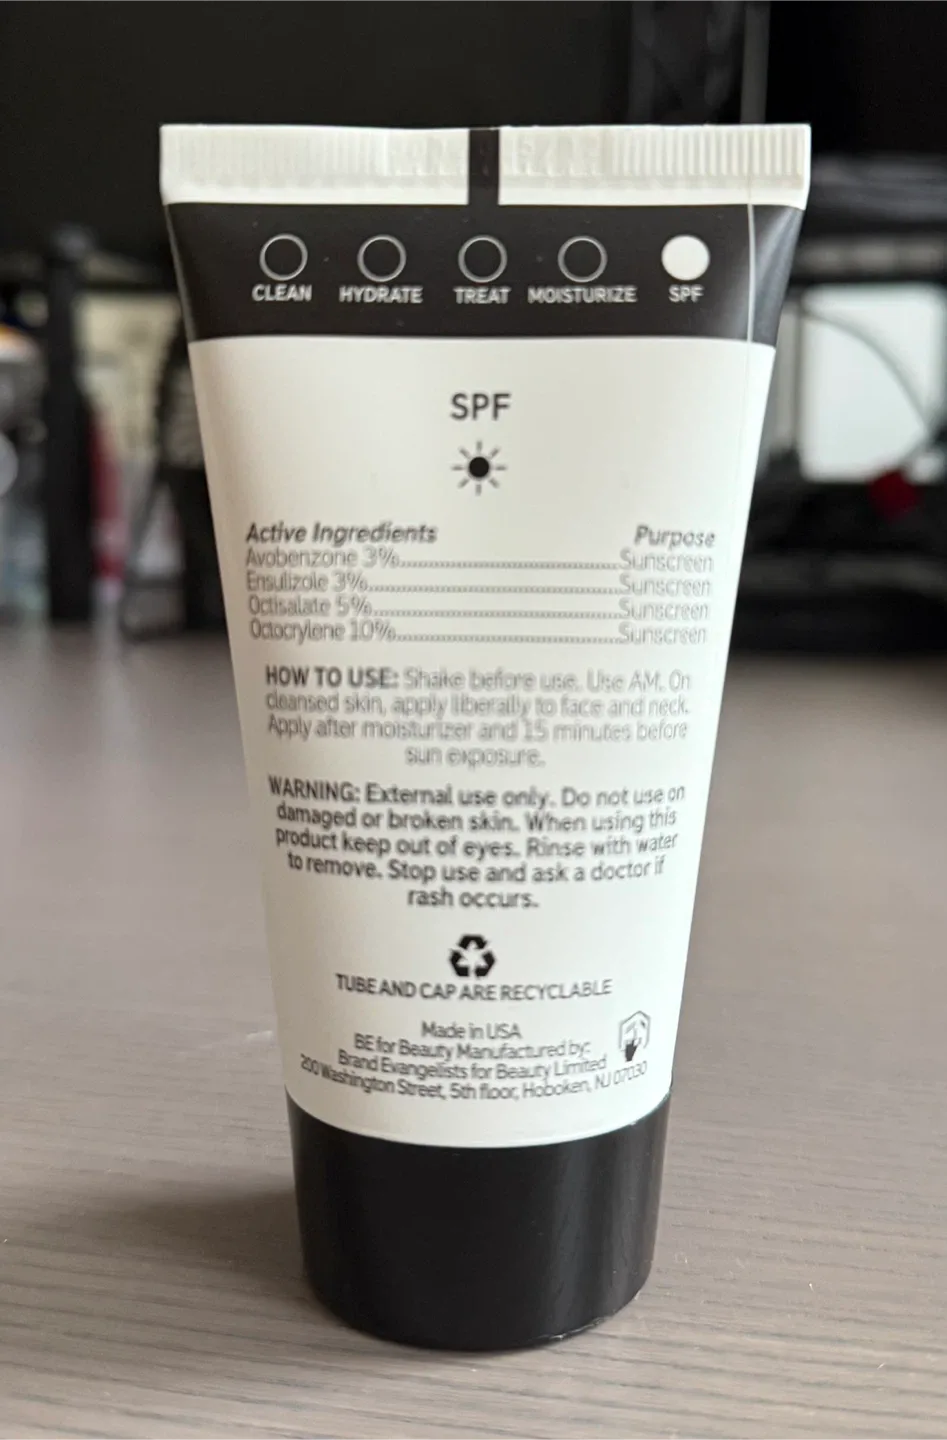 CLEAN HYDRATE TREAT MOISTURIZE SPF
SPF
Active Ingredients Purpose
Avobenzone 3%..............................Sunscreen
Ensulizole 3%..................................Sunscreen
Octisalate 5%..................................Sunscreen
Octocrylene 10%..............................Sunscreen
HOW TO USE: Shake before use. Use AM. On
cleansed skin, apply liberally to face and neck.
Apply after moisturizer and 15 minutes before
sun exposure.
WARNING: External use only. Do not use on
damaged or broken skin. When using this
product keep out of eyes. Rinse with water
to remove. Stop use and ask a doctor if
rash occurs.
TUBE AND CAP ARE RECYCLABLE
Made in USA
BE for Beauty Manufactured by:
Brand Evangelists for Beauty Limited
200 Washington Street, 5th floor, Hoboken, NJ 07030